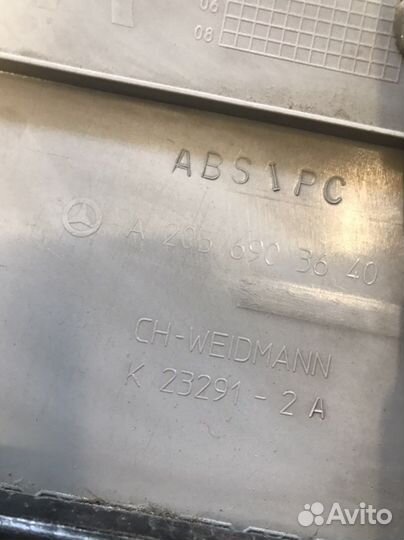 06
08
ABS1PC
A 205 690 36 40
CH-WEIDMANN
K 23291 - 2 A
Avito